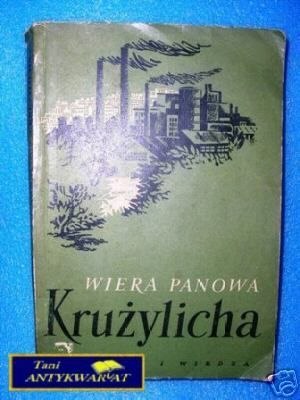 WIERA PANOWA
Krużylicha
I WIEDZA
Tani
ANTYKWARIAT